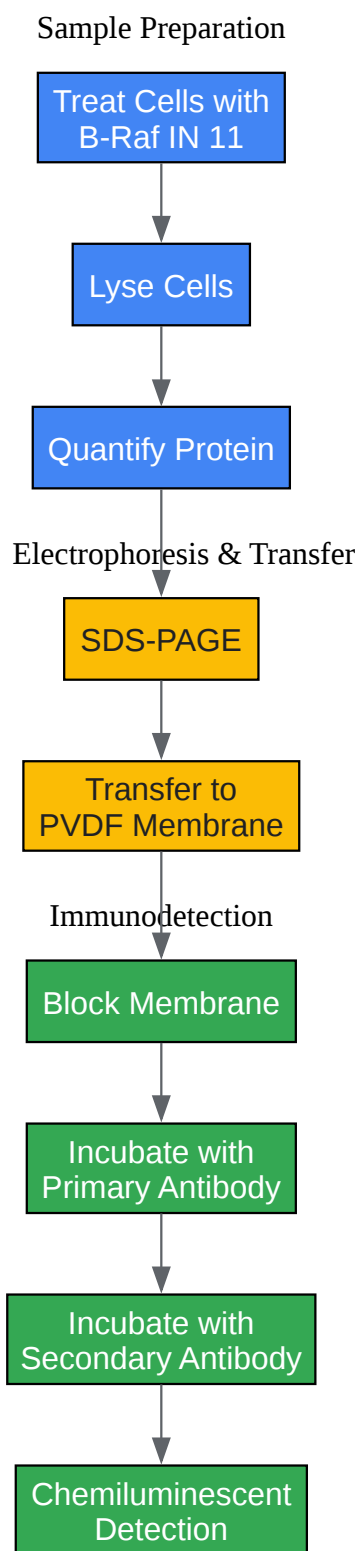 Sample Preparation
Treat Cells with
B-Raf IN 11
Lyse Cells
Quantify Protein
Electrophoresis & Transfer
SDS-PAGE
Transfer to
PVDF Membrane
Immunodetection
Block Membrane
Incubate with
Primary Antibody
Incubate with
Secondary Antibody
Chemiluminescent
Detection